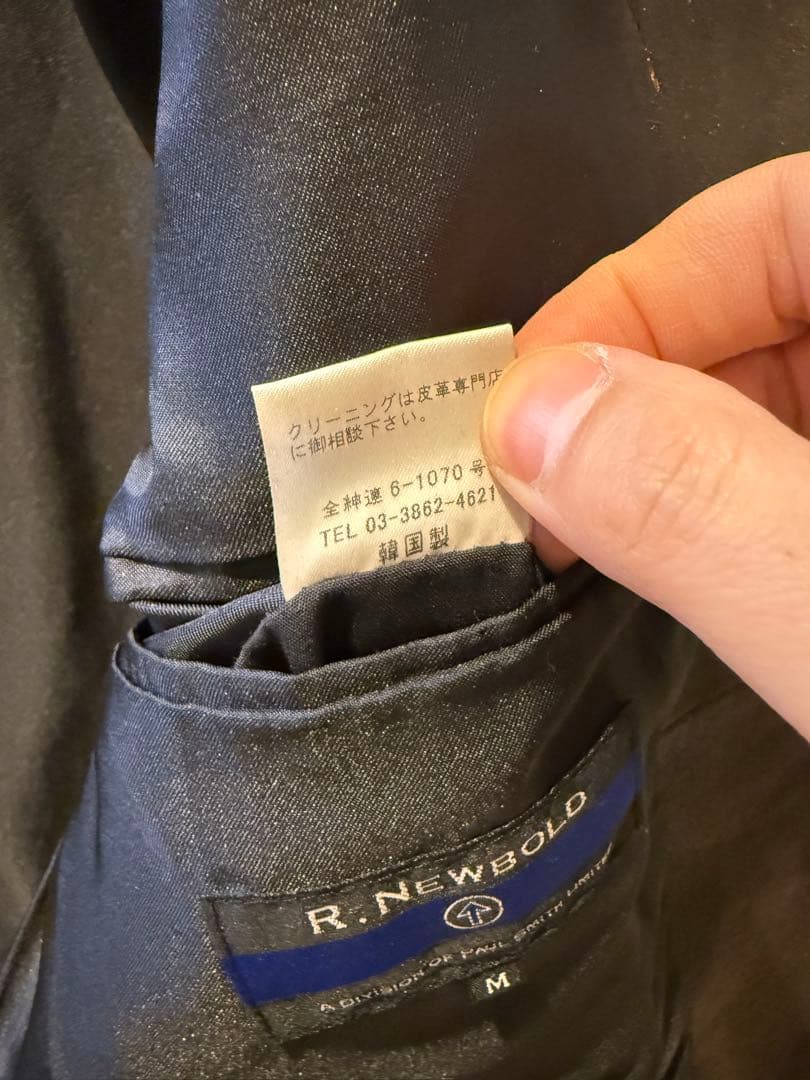 クリーニングは皮革専門店
に御相談下さい。
全紳連 6-1070 号
TEL 03-3862-4621
韓国製
R. NEWBOLD
A DIVISION OF PAUL SMITH LIMITED
M